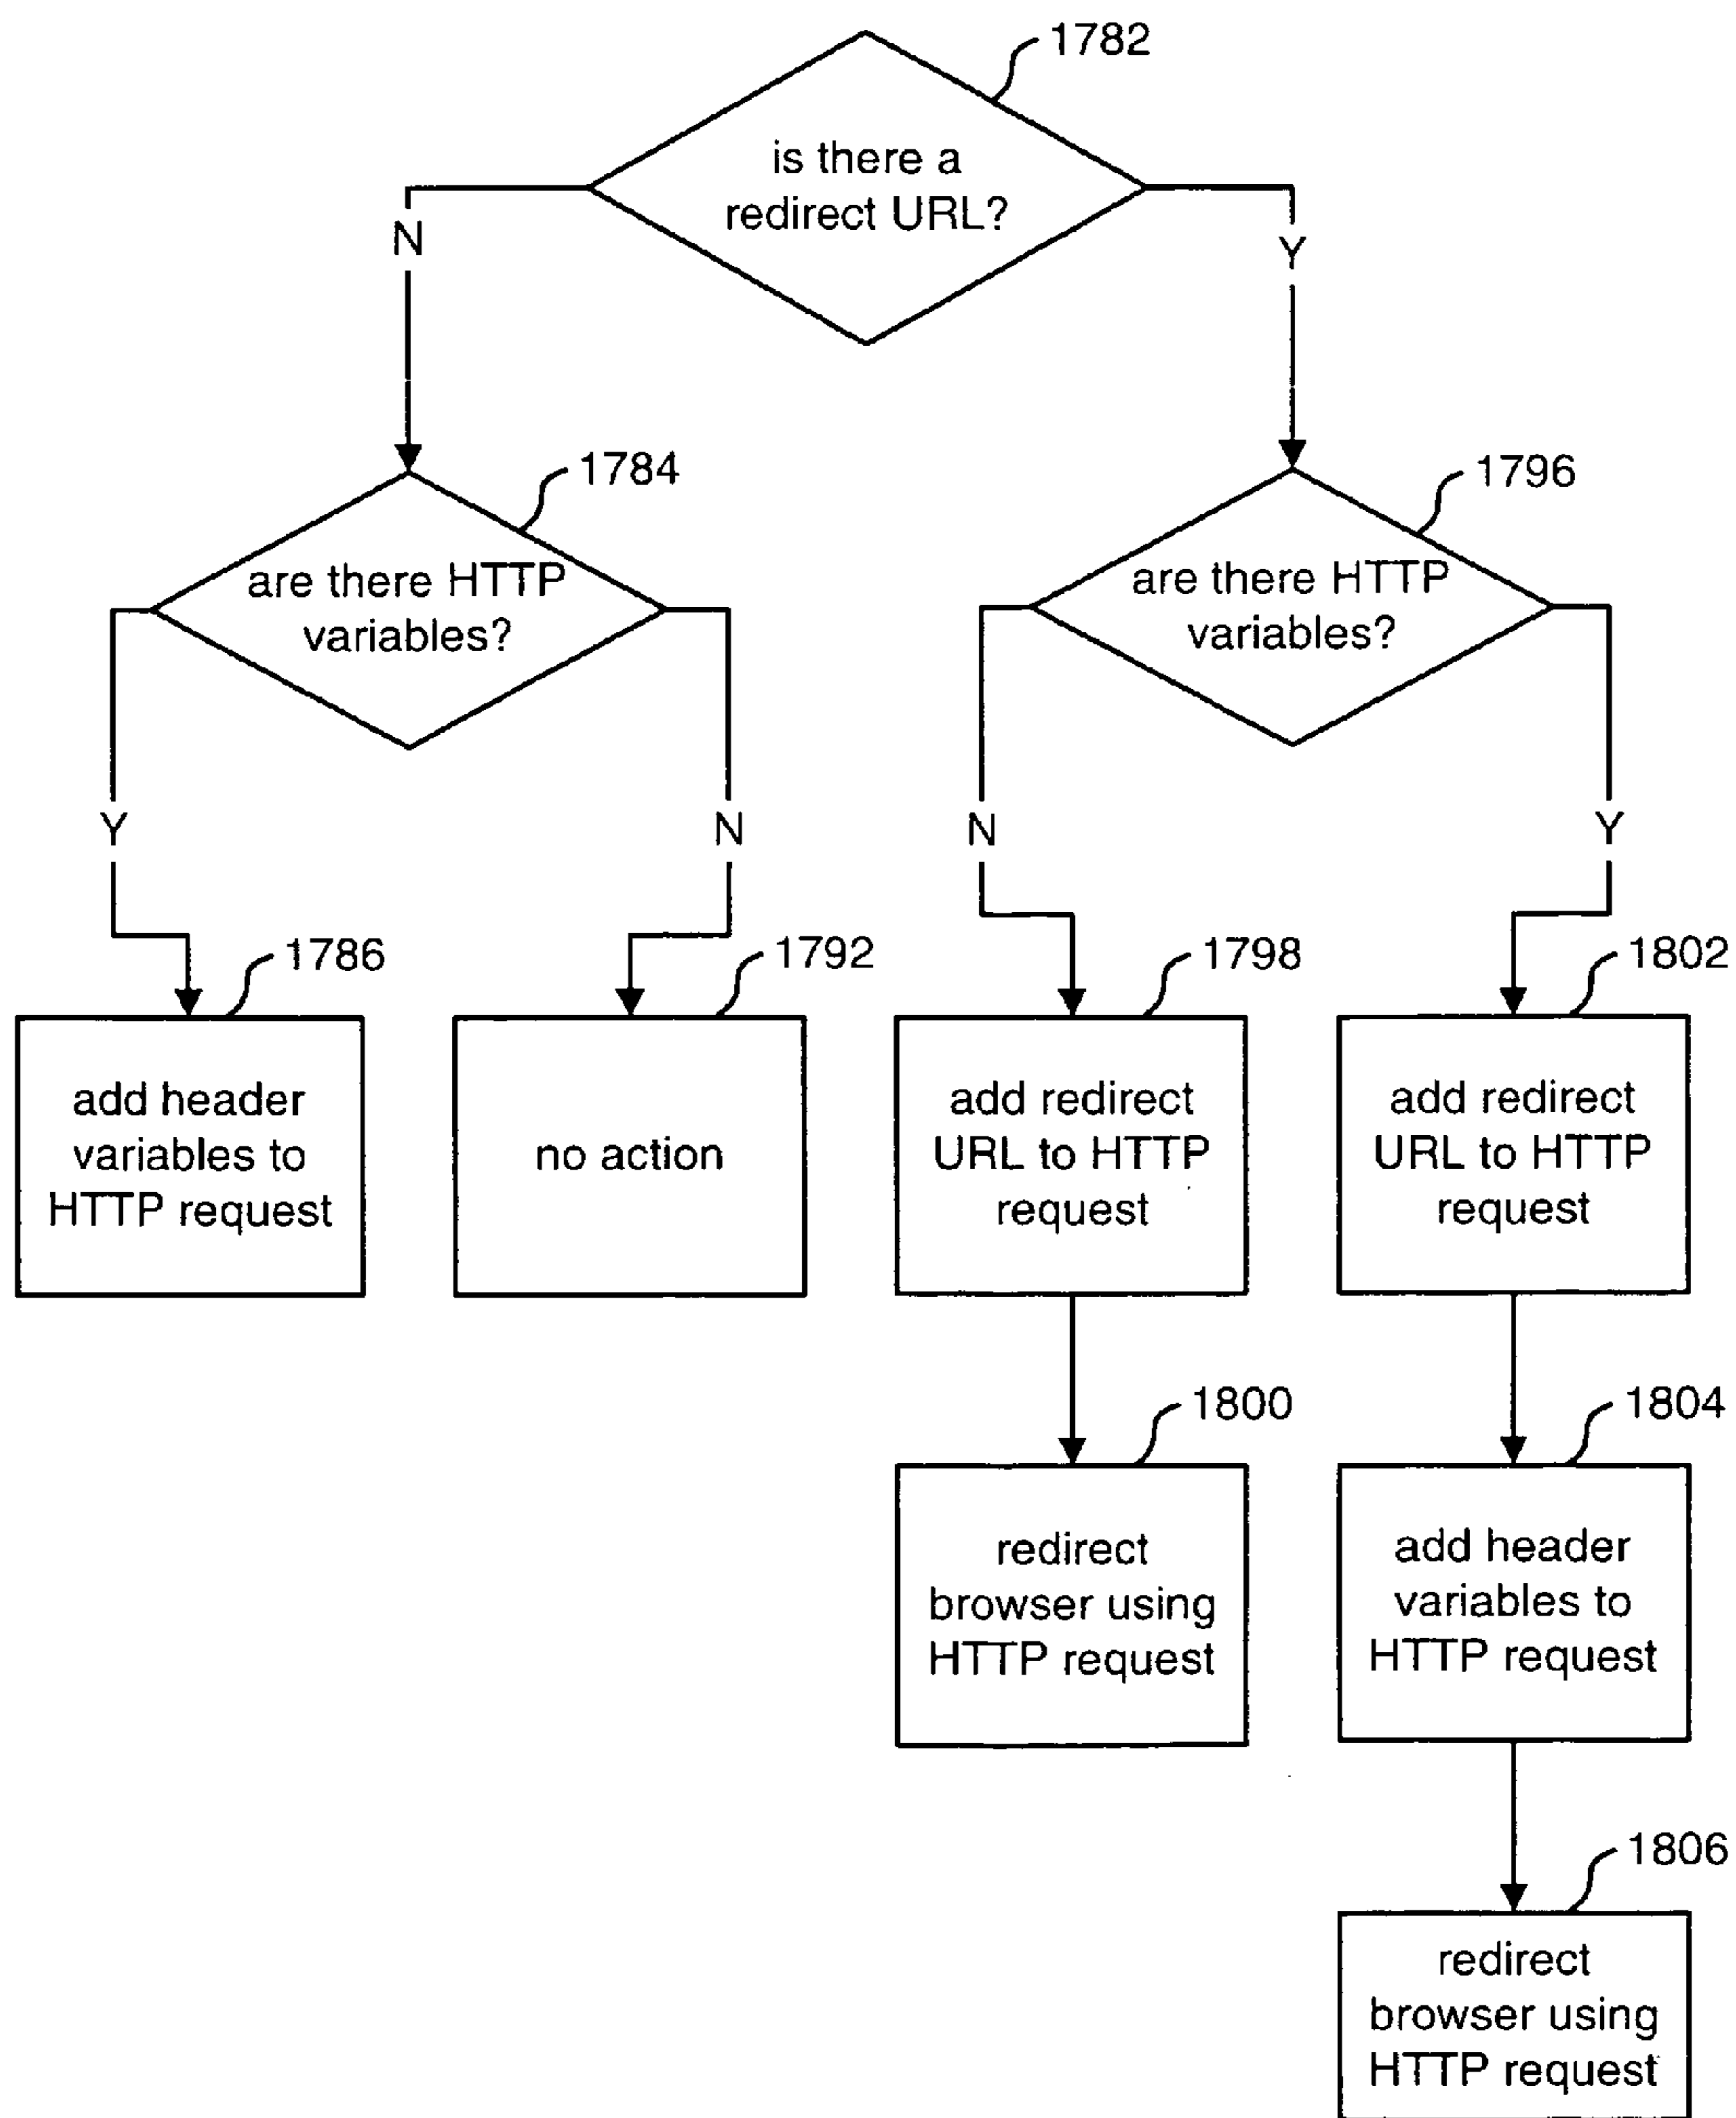 1782
is there a
redirect URL?
N
Y
1784
are there HTTP
variables?
1796
are there HTTP
variables?
Y
N
N
Y
1786
add header
variables to
HTTP request
1792
no action
1798
add redirect
URL to HTTP
request
1802
add redirect
URL to HTTP
request
1800
redirect
browser using
HTTP request
1804
add header
variables to
HTTP request
1806
redirect
browser using
HTTP request